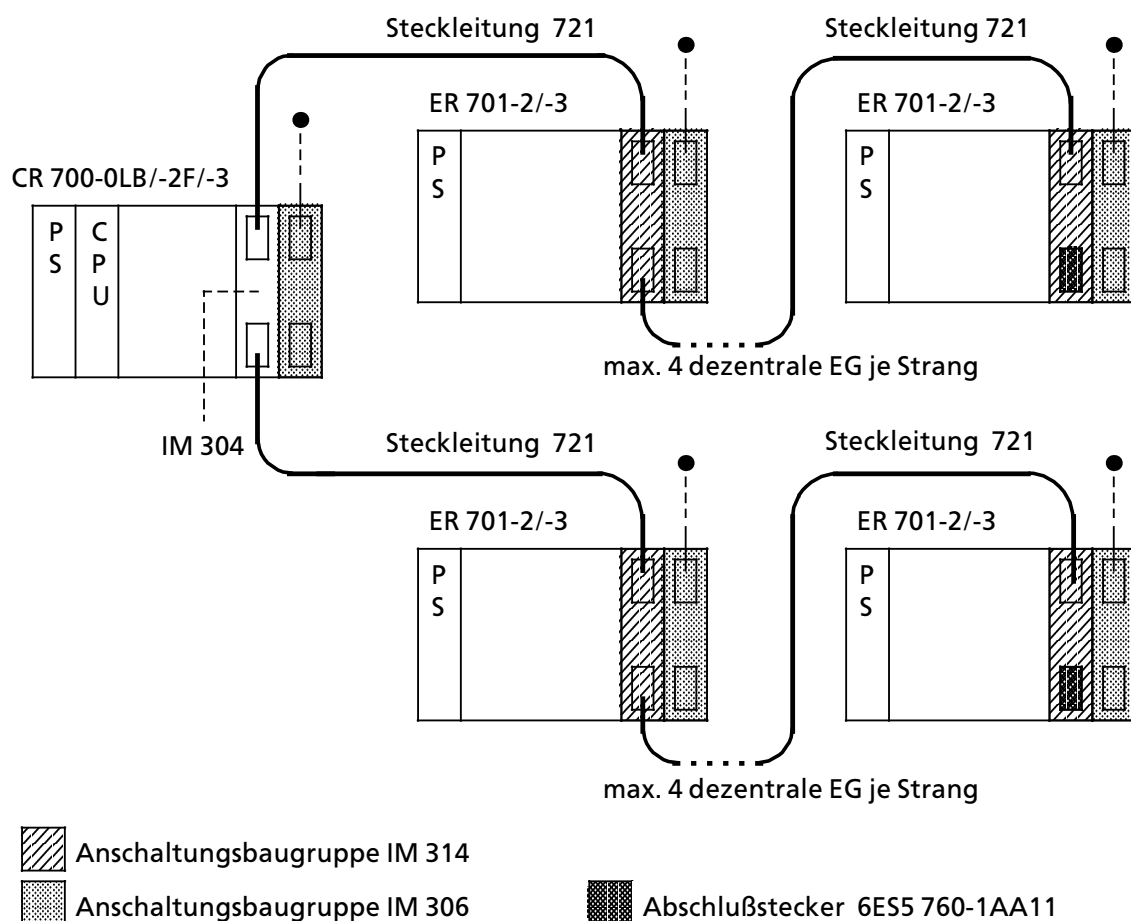 Steckleitung 721
Steckleitung 721
ER 701-2/-3
ER 701-2/-3
P
S
P
S
CR 700-0LB/-2F/-3
P
S
C
P
U
max. 4 dezentrale EG je Strang
IM 304
Steckleitung 721
Steckleitung 721
ER 701-2/-3
ER 701-2/-3
P
S
P
S
max. 4 dezentrale EG je Strang
Anschaltungsbaugruppe IM 314
Anschaltungsbaugruppe IM 306
Abschlußstecker 6ES5 760-1AA11